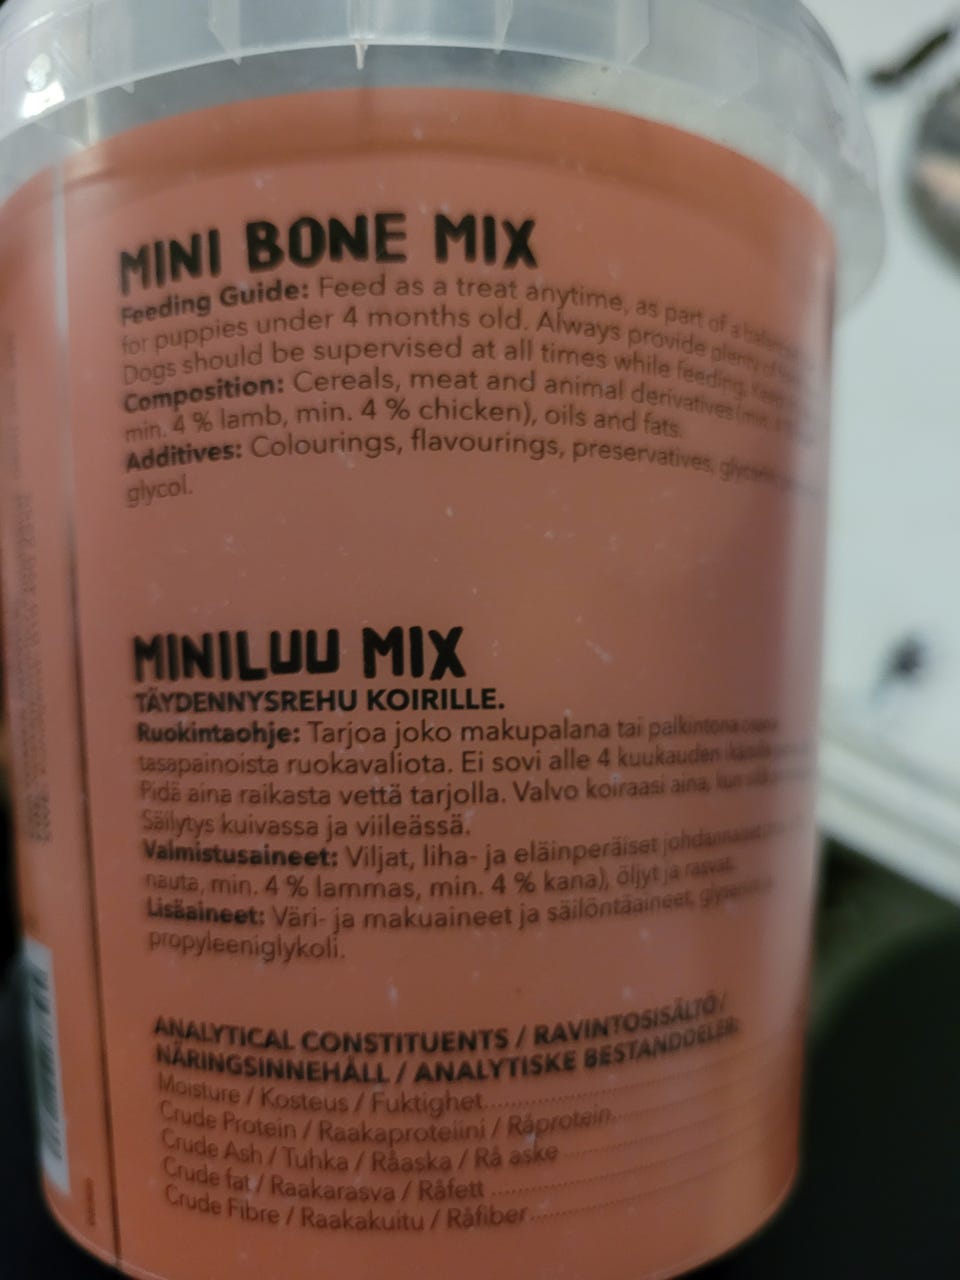 MINI BONE MIX
Feeding Guide: Feed as a treat anytime, as part of a
for puppies under 4 months old. Always provide plenty of
Dogs should be supervised at all times while feeding. Keep
Composition: Cereals, meat and animal derivatives (min.
min. 4 % lamb, min. 4 % chicken), oils and fats.
Additives: Colourings, flavourings, preservatives,
glycol.
MINILUU MIX
TÄYDENNYSREHU KOIRILLE.
Ruokintaohje: Tarjoa joko makupalana tai palkintona
tasapainoista ruokavaliota. Ei sovi alle 4 kuukauden
Pidä aina raikasta vettä tarjolla. Valvo koiraasi aina, kun
Säilytys kuivassa ja viileässä.
Valmistusaineet: Viljat, liha- ja eläinperäiset johdannaiset
nauta, min. 4 % lammas, min. 4 % kana), öljyt ja rasvat.
Lisäaineet: Väri- ja makuaineet ja säilöntäaineet,
propyleeniglykoli.
ANALYTICAL CONSTITUENTS / RAVINTOSISÄLTÖ /
NÄRINGSINNEHÅLL / ANALYTISKE BESTANDDELER:
Moisture / Kosteus / Fuktighet
Crude Protein / Raakaproteiini / Råprotein
Crude Ash / Tuhka / Råaska / Rå aske
Crude fat / Raakarasva / Råfett
Crude Fibre / Raakakuitu / Råfiber